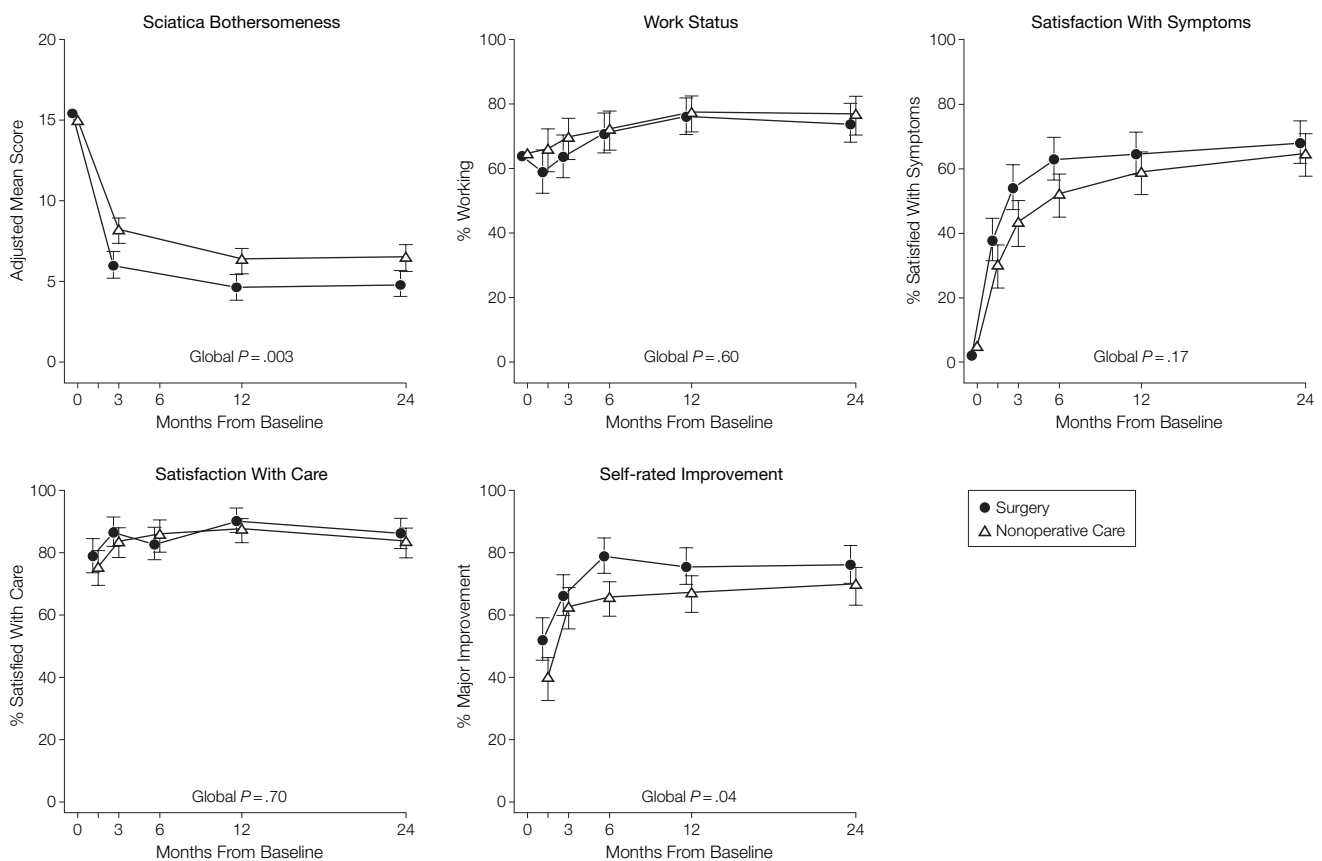 Sciatica Bothersomeness
20
15
10
5
0
Adjusted Mean Score
Global P = .003
0 3 6 12 24
Months From Baseline
Work Status
100
80
60
40
20
0
% Working
Global P = .60
0 3 6 12 24
Months From Baseline
Satisfaction With Symptoms
100
80
60
40
20
0
% Satisfied With Symptoms
Global P = .17
0 3 6 12 24
Months From Baseline
Satisfaction With Care
100
80
60
40
20
0
% Satisfied With Care
Global P = .70
0 3 6 12 24
Months From Baseline
Self-rated Improvement
100
80
60
40
20
0
% Major Improvement
Global P = .04
0 3 6 12 24
Months From Baseline
Surgery
Nonoperative Care